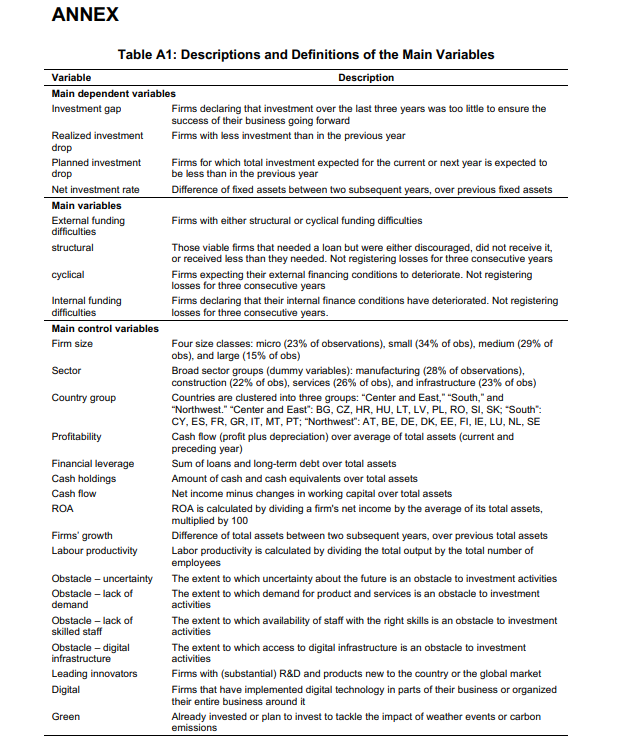 ANNEX
Table A1: Descriptions and Definitions of the Main Variables
Variable Description
Main dependent variables
Investment gap Firms declaring that investment over the last three years was too little to ensure the
success of their business going forward
Realized investment Firms with less investment than in the previous year
drop
Planned investment Firms for which total investment expected for the current or next year is expected to
drop be less than in the previous year
Net investment rate Difference of fixed assets between two subsequent years, over previous fixed assets
Main variables
External funding Firms with either structural or cyclical funding difficulties
difficulties
structural Those viable firms that needed a loan but were either discouraged, did not receive it,
or received less than they needed. Not registering losses for three consecutive years
cyclical Firms expecting their external financing conditions to deteriorate. Not registering
losses for three consecutive years
Internal funding Firms declaring that their internal finance conditions have deteriorated. Not registering
difficulties losses for three consecutive years.
Main control variables
Firm size Four size classes: micro (23% of observations), small (34% of obs), medium (29% of
obs), and large (15% of obs)
Sector Broad sector groups (dummy variables): manufacturing (28% of observations),
construction (22% of obs), services (26% of obs), and infrastructure (23% of obs)
Country group Countries are clustered into three groups: “Center and East,” “South,” and
“Northwest.” “Center and East”: BG, CZ, HR, HU, LT, LV, PL, RO, SI, SK; “South”:
CY, ES, FR, GR, IT, MT, PT; “Northwest”: AT, BE, DE, DK, EE, FI, IE, LU, NL, SE
Profitability Cash flow (profit plus depreciation) over average of total assets (current and
preceding year)
Financial leverage Sum of loans and long-term debt over total assets
Cash holdings Amount of cash and cash equivalents over total assets
Cash flow Net income minus changes in working capital over total assets
ROA ROA is calculated by dividing a firm's net income by the average of its total assets,
multiplied by 100
Firms' growth Difference of total assets between two subsequent years, over previous total assets
Labour productivity Labor productivity is calculated by dividing the total output by the total number of
employees
Obstacle – uncertainty The extent to which uncertainty about the future is an obstacle to investment activities
Obstacle – lack of The extent to which demand for product and services is an obstacle to investment
demand activities
Obstacle – lack of The extent to which availability of staff with the right skills is an obstacle to investment
skilled staff activities
Obstacle – digital The extent to which access to digital infrastructure is an obstacle to investment
infrastructure activities
Leading innovators Firms with (substantial) R&D and products new to the country or the global market
Digital Firms that have implemented digital technology in parts of their business or organized
their entire business around it
Green Already invested or plan to invest to tackle the impact of weather events or carbon
emissions